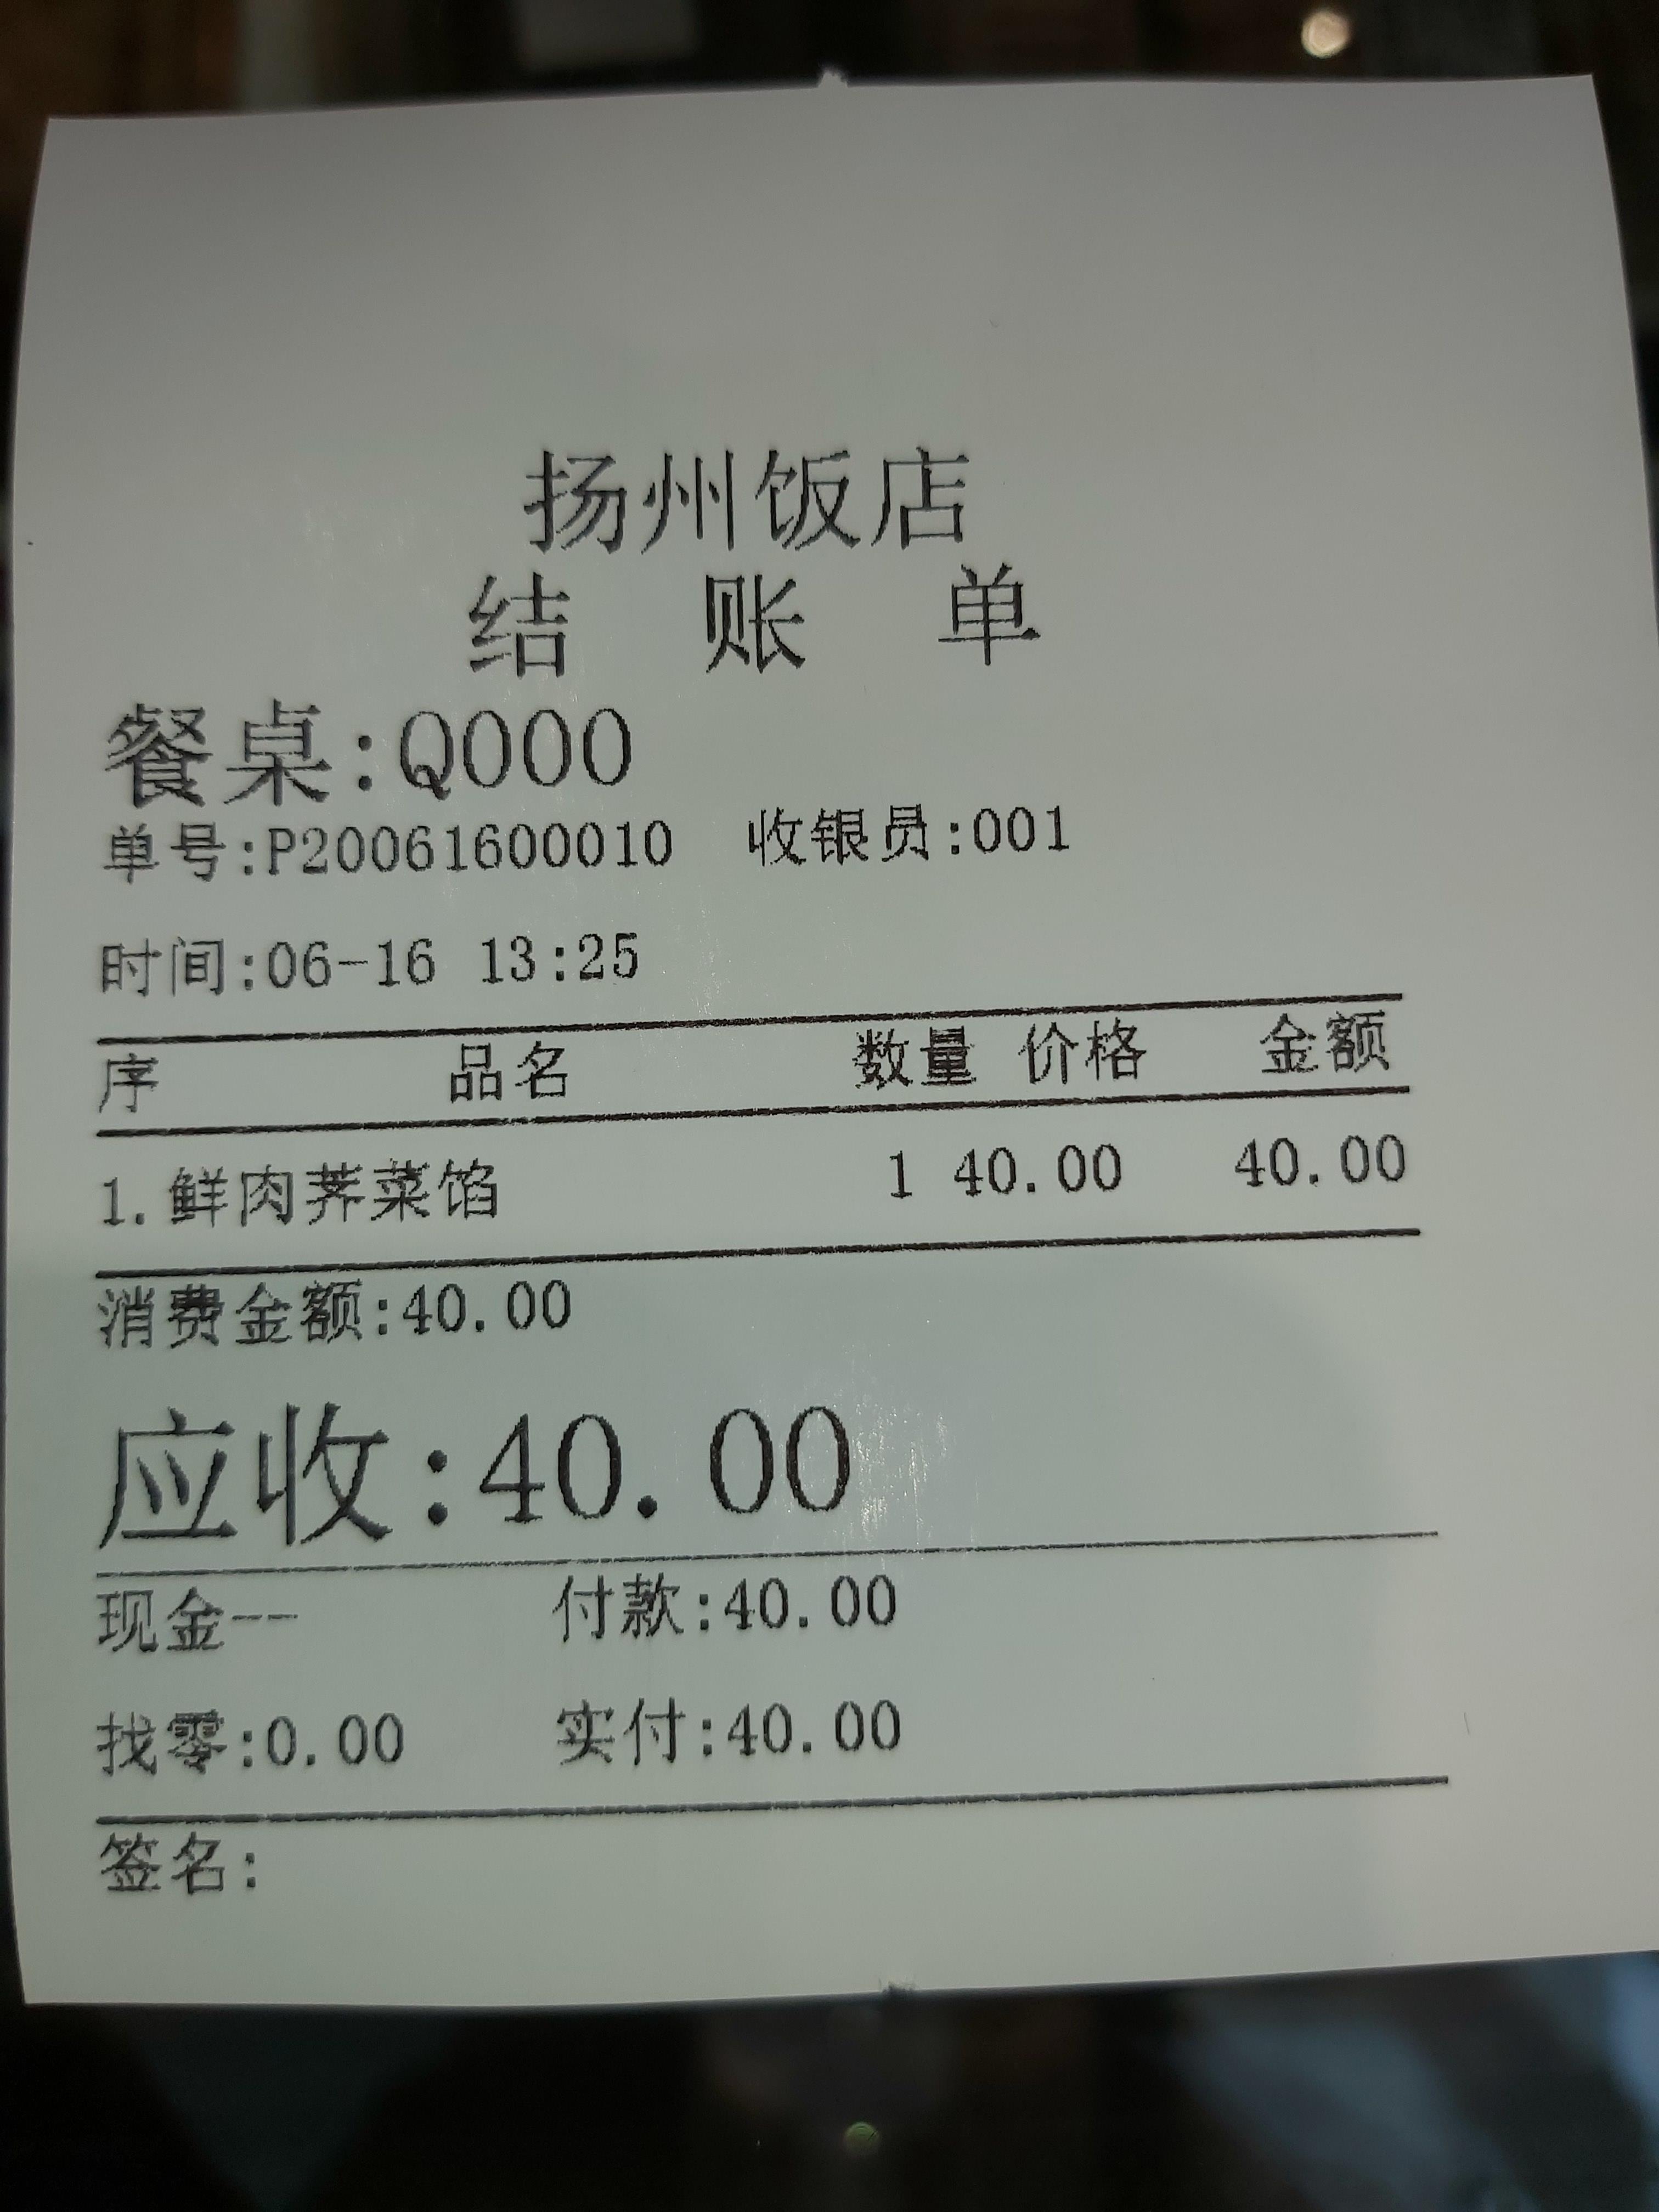 扬州饭店
结 账 单
餐桌:Q000
单号:P20061600010 收银员:001
时间:06-16 13:25
序 品名 数量 价格 金额
1.鲜肉荠菜馅 1 40.00 40.00
消费金额:40.00
应收:40.00
现金-- 付款:40.00
找零:0.00 实付:40.00
签名: